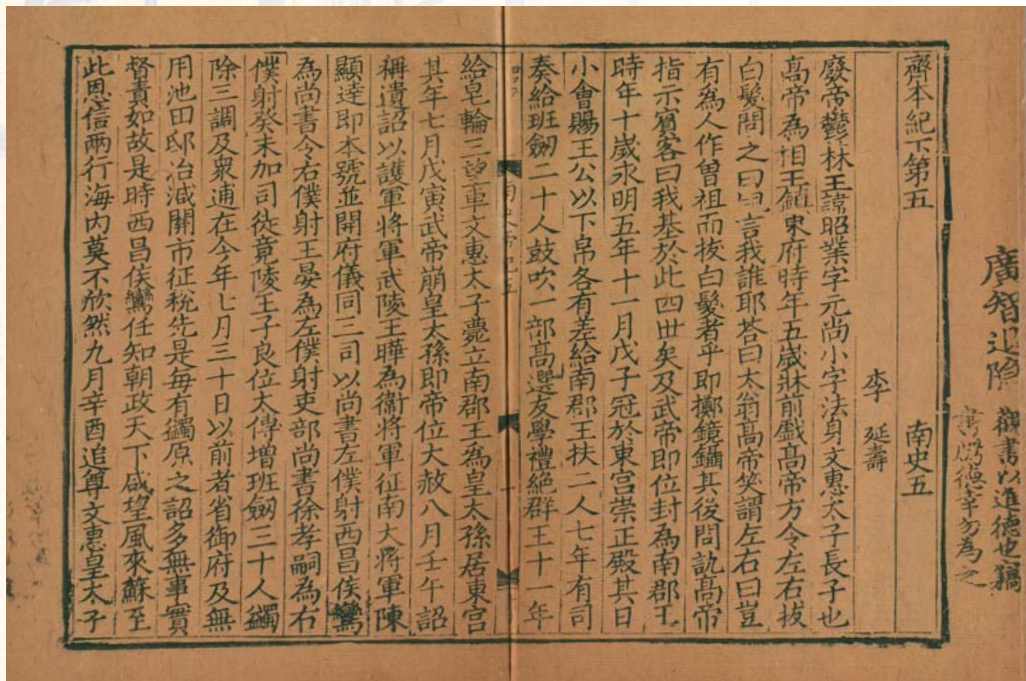 齊本紀下第五 南史五
李 延壽
廢帝鬱林王諱昭業字元尚小字法身文惠太子長子也
高帝為相王鎮東府時年五歲牀前戲高帝方令左右拔
白髮問之曰兒言我誰耶荅曰太翁高帝笑謂左右曰豈
有為人作曾祖而拔白髮者乎即擲鏡鑷其後問訊高帝
指示賔客曰我基於此四世矣及武帝即位封為南郡王
時年十歲永明五年十一月戊子冠於東宮崇正殿其日
小會賜王公以下帛各有差給南郡王扶二人七年有司
奏給班劒二十人鼓吹一部高選友學禮絕群王十一年
給皂輪三望車文惠太子薨立南郡王為皇太孫居東宮
其年七月戊寅武帝崩皇太孫即帝位大赦八月壬午詔
稱遺詔以護軍將軍武陵王曄為衞將軍征南大將軍陳
顯達即本號並開府儀同三司以尚書左僕射西昌侯鸞
為尚書令右僕射王晏為左僕射吏部尚書徐孝嗣為右
僕射癸未加司徒竟陵王子良位太傅增班劒三十人蠲
除三調及衆逋在今年七月三十日以前者省御府及無
用池田邸冶減關市征稅先是每有蠲原之詔多無事實
督責如故是時西昌侯鸞任知朝政天下咸望風來蘇至
此恩信兩行海內莫不欣然九月辛酉追尊文惠皇太子
廣智
觀書以進德也竊
書德幸勿為之